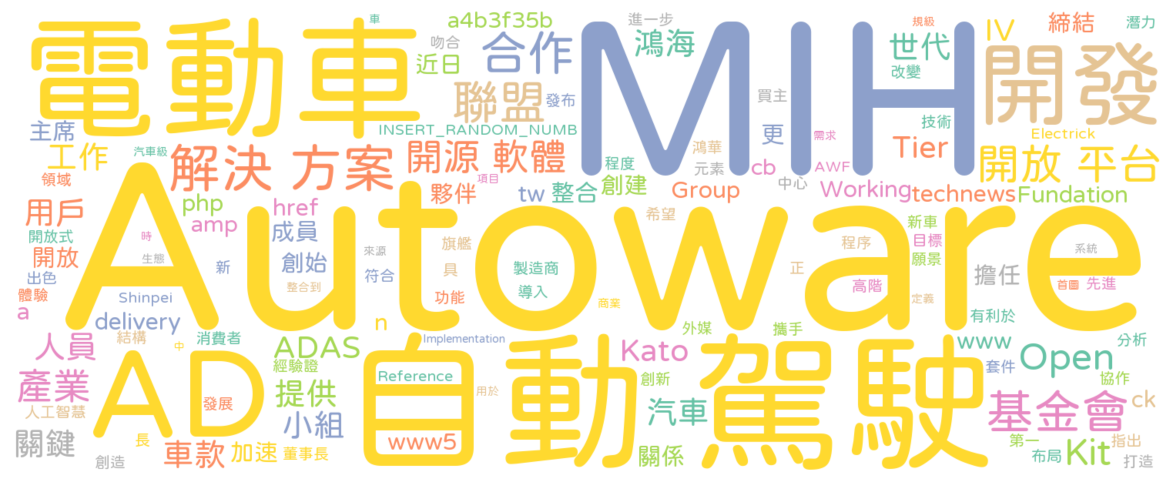 電動車
a4b3f35b
吻合
近日
合作
進一步
鴻海
MIH
世代
改變
規級
IV
締結
潛力
車
主席
工作
汽車級
領域
聯盟
發布
INSERT_RANDOM_NUMB
買主
更
技術
需求
開發
Electrick
解決 方案
開源 軟體
程度
鴻華
元素
cb
中心
AWF
Tier
開放 平台
夥伴
項目
tw
整合
創建
Group
Working
technews
Fundation
用戶
php
amp
href
成員
開放式
開放
時
生態
出色
體驗
a
新
創始
來源
整合到
符合
旗艦
具
功能
製造商
導入
希望
正
程序
高階
新車
目標
願景
定義
擔任
系統
首圖
先進
Autoware
Shinpei
delivery
n
商業
有利於
結構
消費者
中
人員
產業
人工智慧
關鍵
創造
長
車款
加速
董事長
AD
發展
ADAS
經驗證
提供
小組
Implementation
Reference
www5
自動 駕駛
用於
外媒
攜手
Kato
創新
汽車
關係
www
分析
Open
套件
協作
基金會
ck
第一
指出
布局
Kit
打造